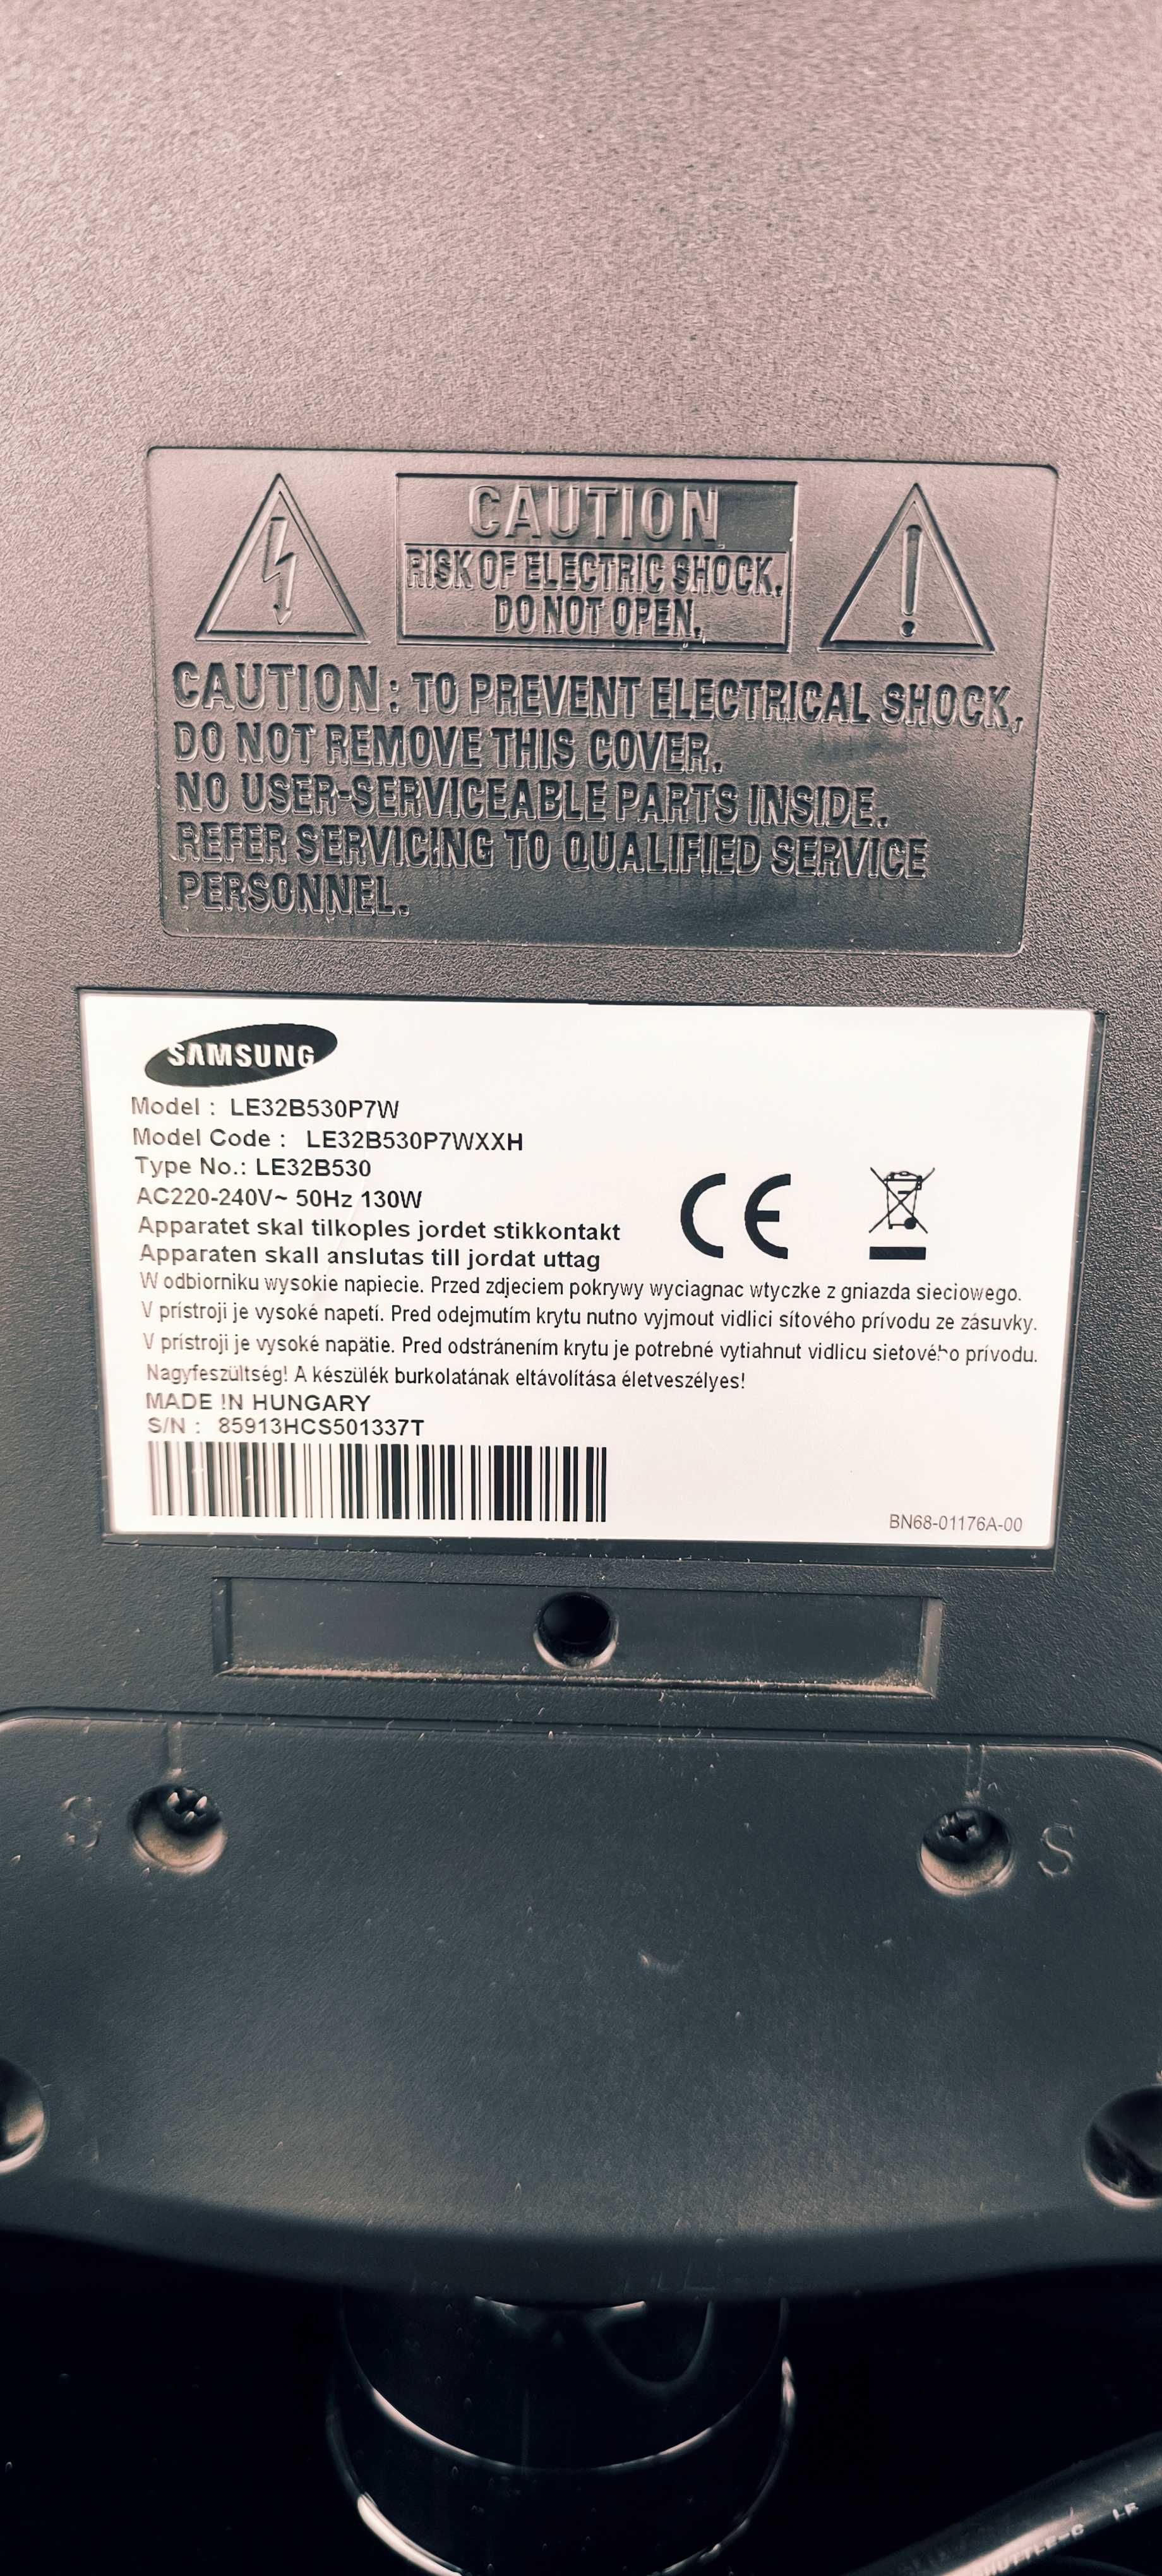 CAUTION
RISK OF ELECTRIC SHOCK.
DO NOT OPEN.
CAUTION: TO PREVENT ELECTRICAL SHOCK,
DO NOT REMOVE THIS COVER.
NO USER-SERVICEABLE PARTS INSIDE.
REFER SERVICING TO QUALIFIED SERVICE
PERSONNEL.
SAMSUNG
Model : LE32B530P7W
Model Code : LE32B530P7WXXH
Type No.: LE32B530
AC220-240V~ 50Hz 130W
Apparatet skal tilkoples jordet stikkontakt
Apparaten skall anslutas till jordat uttag
CE
W odbiorniku wysokie napiecie. Przed zdjeciem pokrywy wyciagnac wtyczke z gniazda sieciowego.
V prístroji je vysoké napetí. Pred odejmutím krytu nutno vyjmout vidlici sítového prívodu ze zásuvky.
V prístroji je vysoké napätie. Pred odstránením krytu je potrebné vytiahnut vidlicu sietového prívodu.
Nagyfeszültség! A készülék burkolatának eltávolítása életveszélyes!
MADE IN HUNGARY
S/N : 85913HCS501337T
BN68-01176A-00
S
S